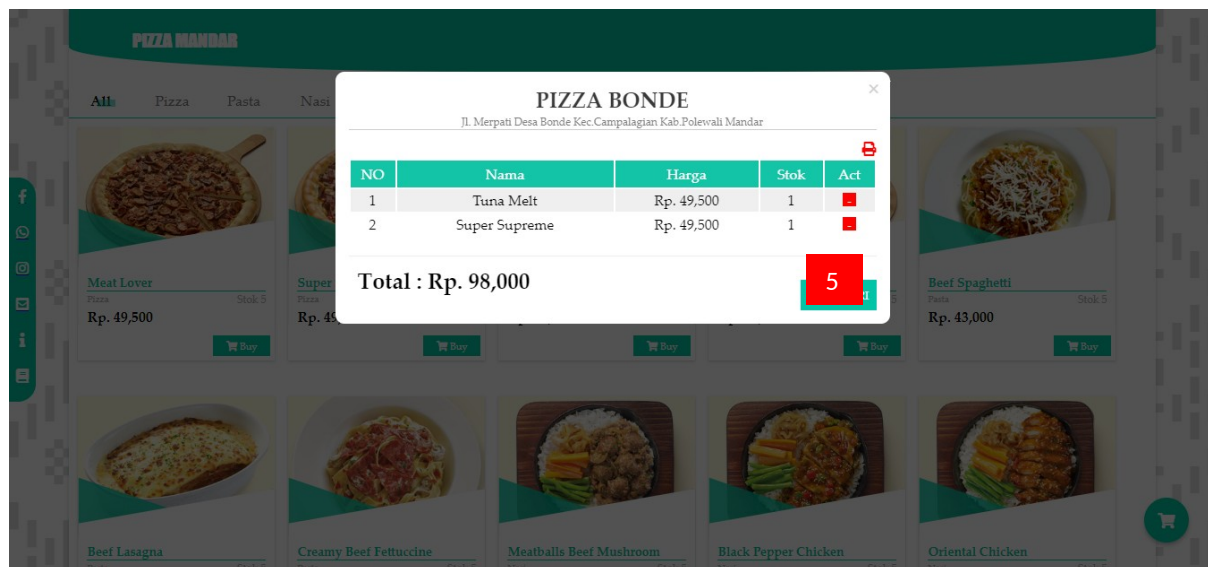 PIZZA MANDAR
All Pizza Pasta Nasi
×
PIZZA BONDE
Jl. Merpati Desa Bonde Kec.Campalagian Kab.Polewali Mandar
NO Nama Harga Stok Act
1 Tuna Melt Rp. 49,500 1 -
2 Super Supreme Rp. 49,500 1 -
Total : Rp. 98,000
5
Meat Lover
Pizza Stok 5
Rp. 49,500
Buy
Super
Pizza
Buy
Buy
Buy
Beef Spaghetti
Pasta Stok 5
Rp. 43,000
Buy
Beef Lasagna
Creamy Beef Fettuccine
Meatballs Beef Mushroom
Black Pepper Chicken
Oriental Chicken